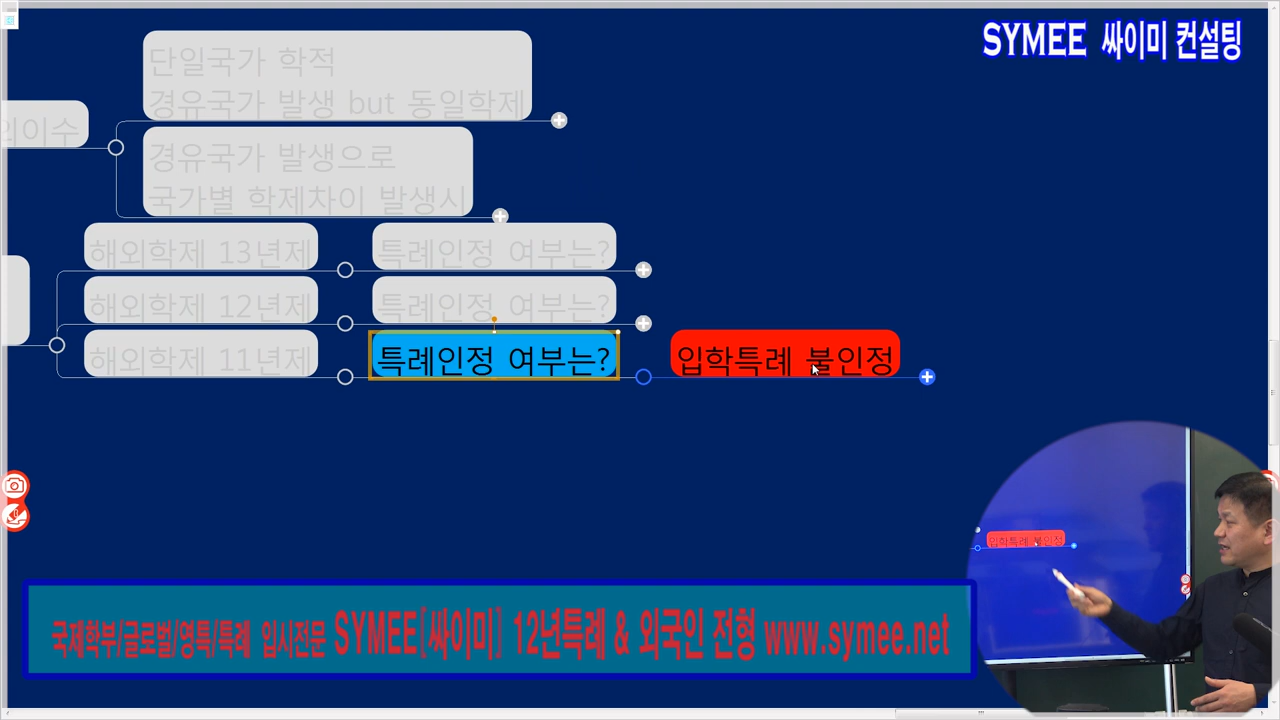 SYMEE 싸이미 컨설팅
단일국가 학적
경유국가 발생 but 동일학제
외이수
경유국가 발생으로
국가별 학제차이 발생시
해외학제 13년제
특례인정 여부는?
해외학제 12년제
특례인정 여부는?
해외학제 11년제
특례인정 여부는?
입학특례 불인정
입학특례 불인정
국제학부/글로벌/영특/특례 입시전문 SYMEE[싸이미] 12년특례 & 외국인 전형 www.symee.net